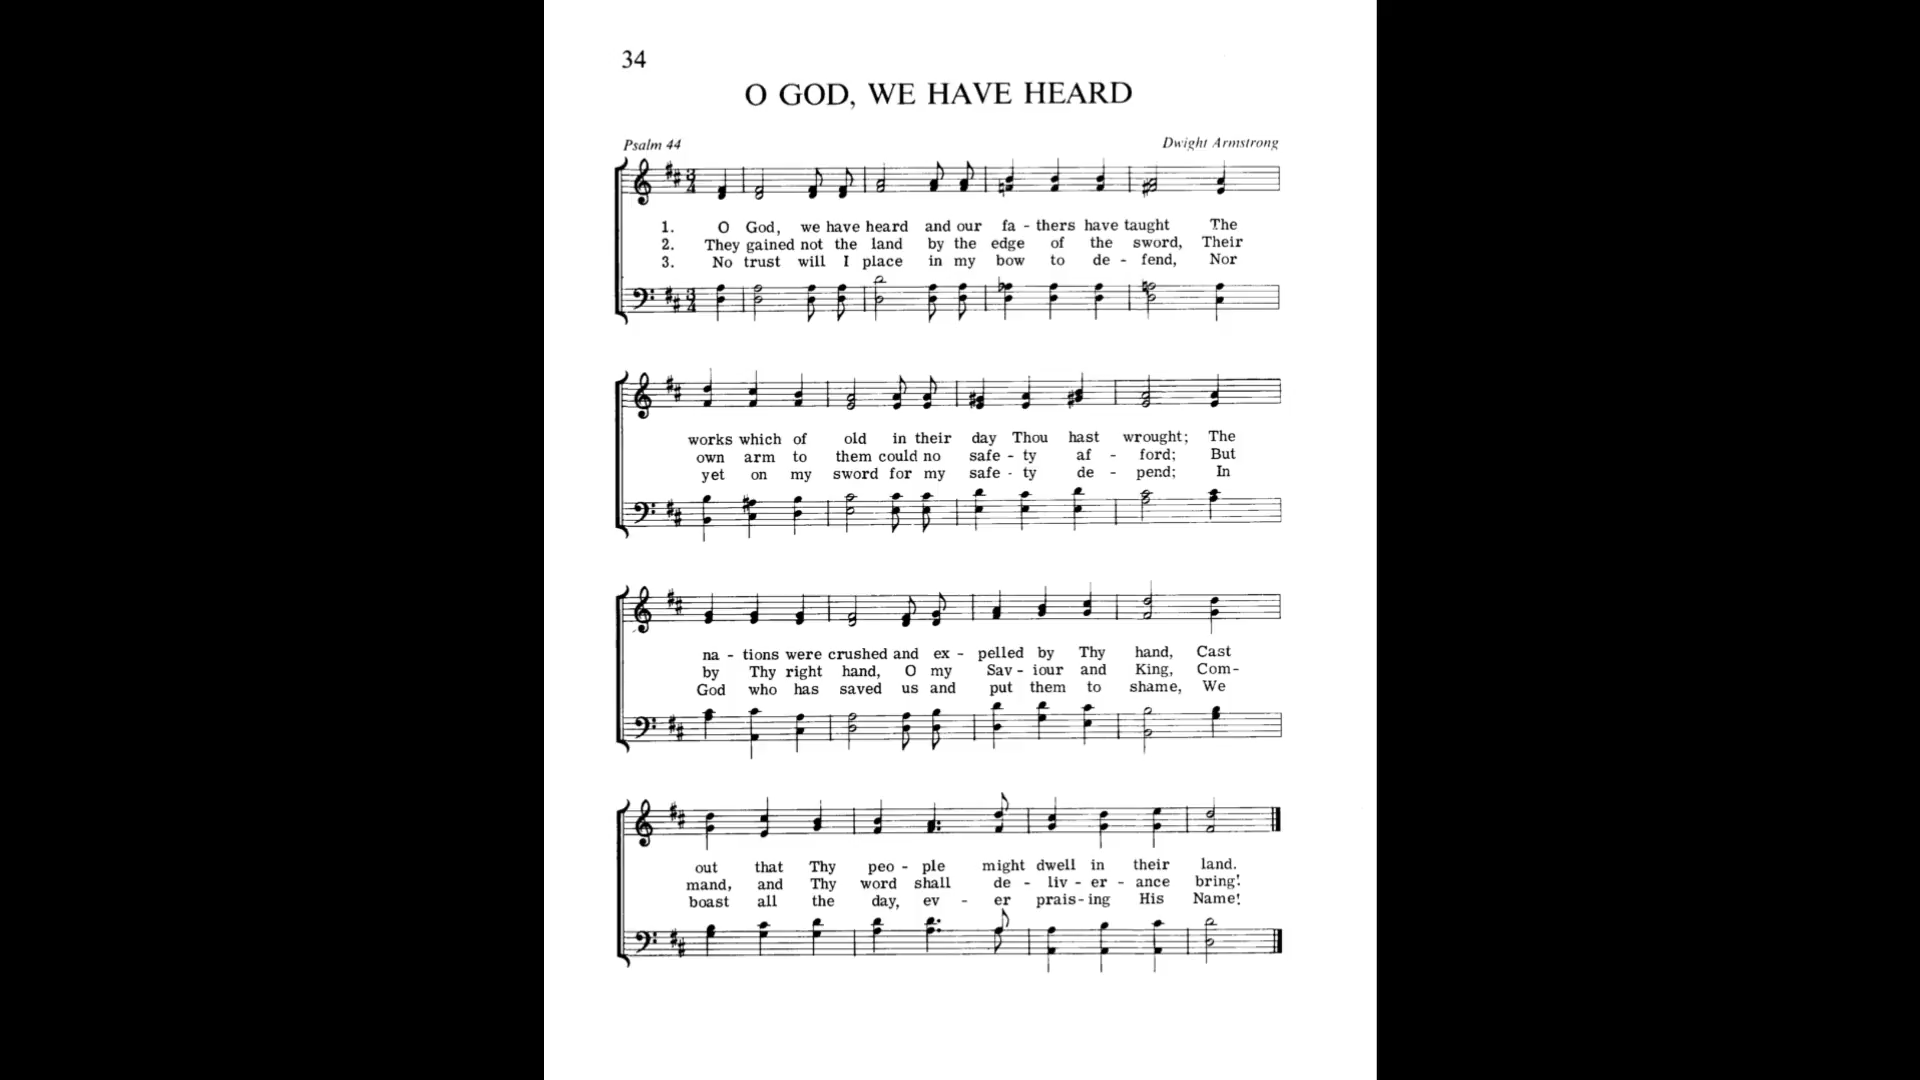 34
O GOD, WE HAVE HEARD
Psalm 44 Dwight Armstrong
1. O God, we have heard and our fa - thers have taught The
2. They gained not the land by the edge of the sword, Their
3. No trust will I place in my bow to de - fend, Nor
works which of old in their day Thou hast wrought; The
own arm to them could no safe - ty af - ford; But
yet on my sword for my safe - ty de - pend; In
na - tions were crushed and ex - pelled by Thy hand, Cast
by Thy right hand, O my Sav - iour and King, Com-
God who has saved us and put them to shame, We
out that Thy peo - ple might dwell in their land.
mand, and Thy word shall de - liv - er - ance bring!
boast all the day, ev - er prais - ing His Name!